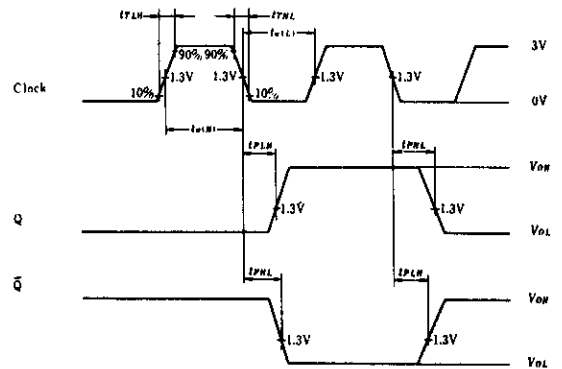 tTLH tTHL
tw(L)
90% 90% 3V
Clock 1.3V 1.3V 1.3V 1.3V
10% 10% 0V
tw(H)
tPLH tPHL
VOH
Q 1.3V 1.3V
VOL
Q̄ tPHL tPLH
VOH
1.3V 1.3V
VOL